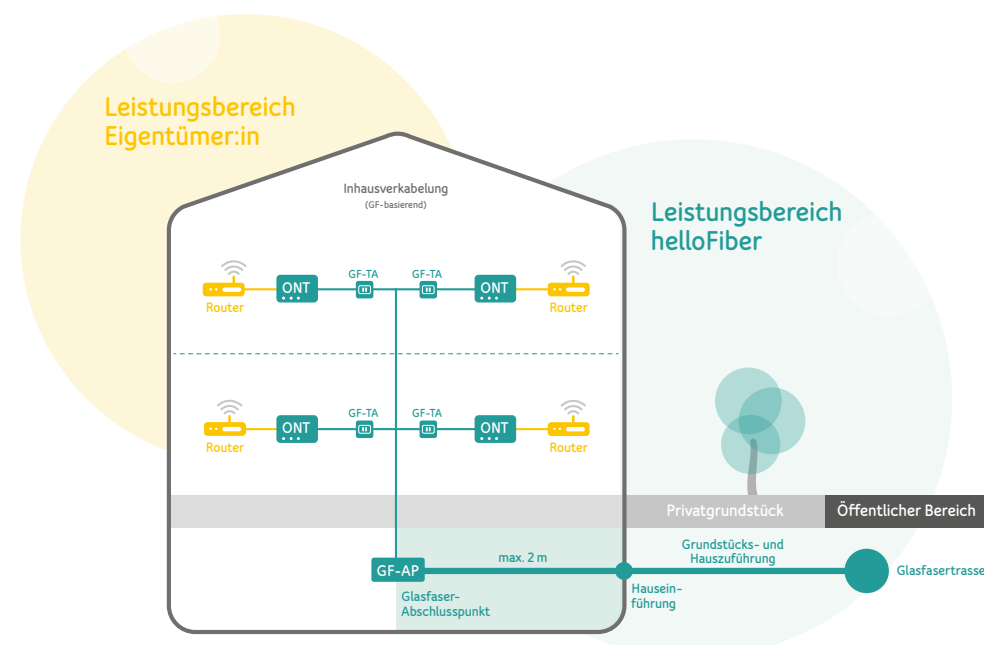 Leistungsbereich
Eigentümer:in
Inhausverkabelung
(GF-basierend)
Leistungsbereich
helloFiber
GF-TA GF-TA
ONT ONT
Router Router
GF-TA GF-TA
ONT ONT
Router Router
Privatgrundstück Öffentlicher Bereich
Grundstücks- und
Hauszuführung
max. 2 m
GF-AP
Glasfasertrasse
Glasfaser-
Abschlusspunkt
Hausein-
führung